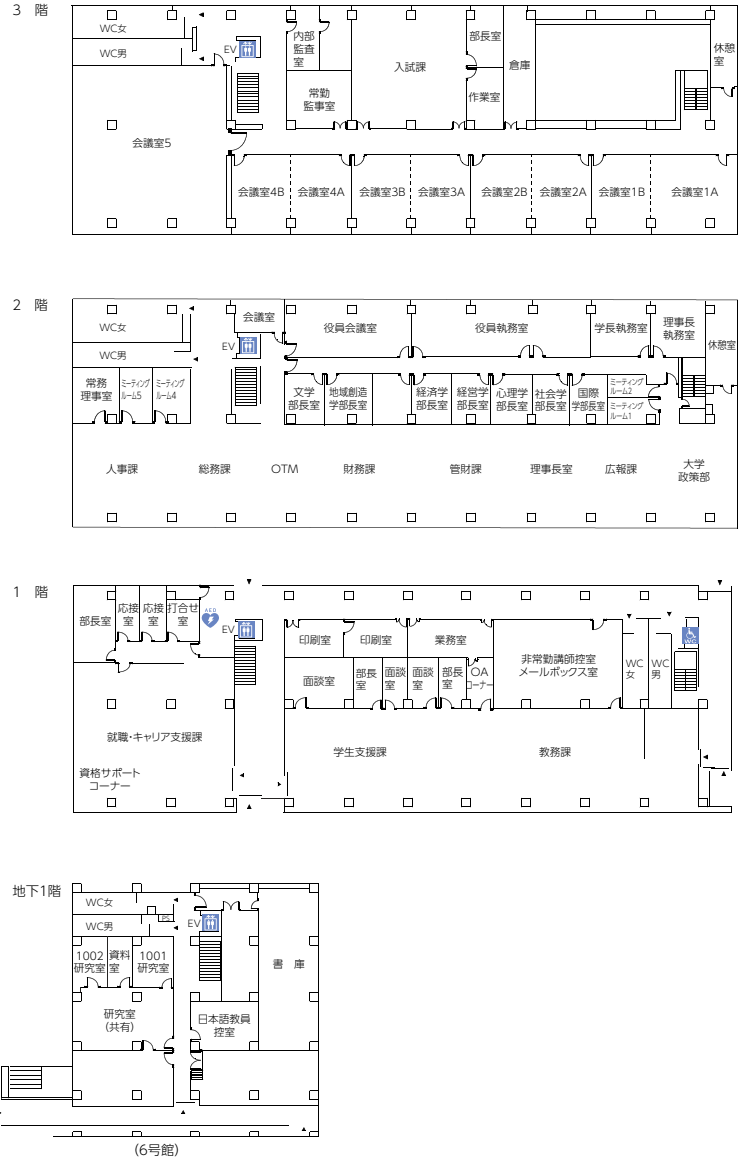 3 階
WC女
WC男
EV
内部
監査
室
常勤
監事室
入試課
部長室
作業室
倉庫
休憩
室
会議室5
会議室4B
会議室4A
会議室3B
会議室3A
会議室2B
会議室2A
会議室1B
会議室1A
2 階
WC女
WC男
会議室
EV
役員会議室
役員執務室
学長執務室
理事長
執務室
休憩室
常務
理事室
ミーティング
ルーム5
ミーティング
ルーム4
文学
部長室
地域創造
学部長室
経済学
部長室
経営学
部長室
心理学
部長室
社会学
部長室
国際
学部長室
ミーティング
ルーム2
ミーティング
ルーム1
人事課
総務課
OTM
財務課
管財課
理事長室
広報課
大学
政策部
1 階
部長室
応接
室
応接
室
打合せ
室
AED
EV
印刷室
印刷室
業務室
非常勤講師控室
メールボックス室
WC
女
WC
男
WC
面談室
部長
室
面談
室
面談
室
部長
室
OA
コーナー
就職・キャリア支援課
資格サポート
コーナー
学生支援課
教務課
地下1階
WC女
WC男
PS
EV
1002
研究室
資料
室
1001
研究室
書 庫
研究室
(共有)
日本語教員
控室
(6号館)